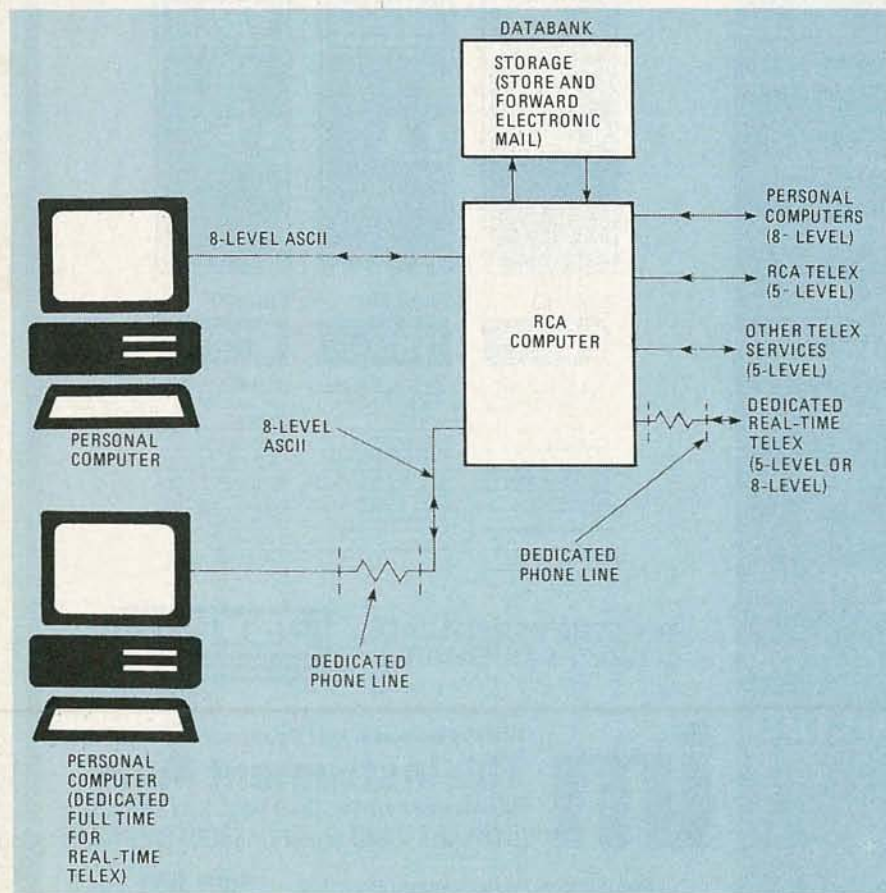 DATABANK
STORAGE
(STORE AND
FORWARD
ELECTRONIC
MAIL)
8-LEVEL ASCII
PERSONAL
COMPUTER
RCA
COMPUTER
PERSONAL
COMPUTERS
(8- LEVEL)
RCA TELEX
(5- LEVEL)
OTHER TELEX
SERVICES
(5-LEVEL)
DEDICATED
REAL-TIME
TELEX
(5-LEVEL OR
8-LEVEL)
8-LEVEL
ASCII
DEDICATED
PHONE LINE
DEDICATED
PHONE LINE
PERSONAL
COMPUTER
(DEDICATED
FULL TIME
FOR
REAL-TIME
TELEX)